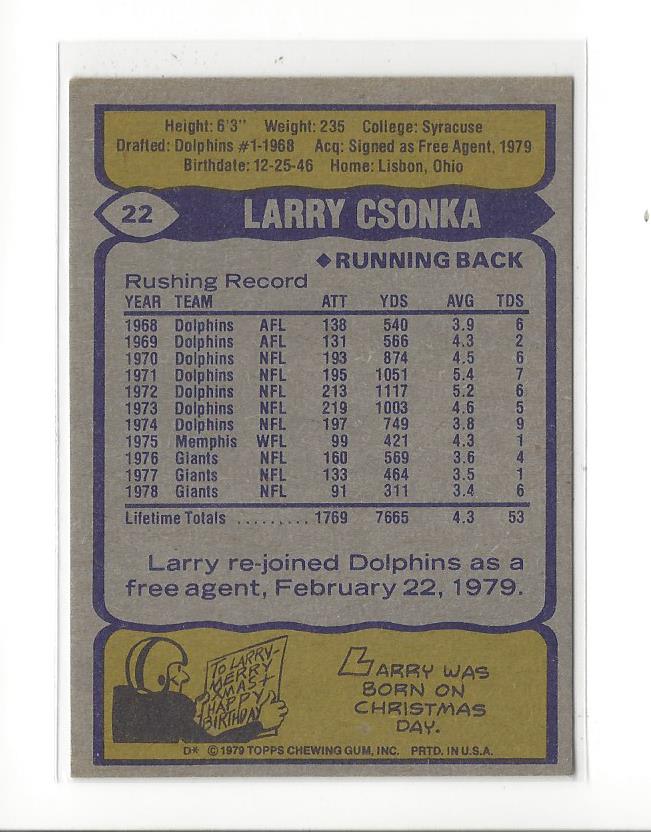 Height: 6'3" Weight: 235 College: Syracuse
Drafted: Dolphins #1-1968 Acq: Signed as Free Agent, 1979
Birthdate: 12-25-46 Home: Lisbon, Ohio
22 LARRY CSONKA
◆RUNNING BACK
Rushing Record
YEAR TEAM ATT YDS AVG TDS
1968 Dolphins AFL 138 540 3.9 6
1969 Dolphins AFL 131 566 4.3 2
1970 Dolphins NFL 193 874 4.5 6
1971 Dolphins NFL 195 1051 5.4 7
1972 Dolphins NFL 213 1117 5.2 6
1973 Dolphins NFL 219 1003 4.6 5
1974 Dolphins NFL 197 749 3.8 9
1975 Memphis WFL 99 421 4.3 1
1976 Giants NFL 160 569 3.6 4
1977 Giants NFL 133 464 3.5 1
1978 Giants NFL 91 311 3.4 6
Lifetime Totals ......... 1769 7665 4.3 53
Larry re-joined Dolphins as a
free agent, February 22, 1979.
TO LARRY-
MERRY
XMAS +
HAPPY
BIRTHDAY
LARRY WAS
BORN ON
CHRISTMAS
DAY.
D* © 1979 TOPPS CHEWING GUM, INC. PRTD. IN U.S.A.